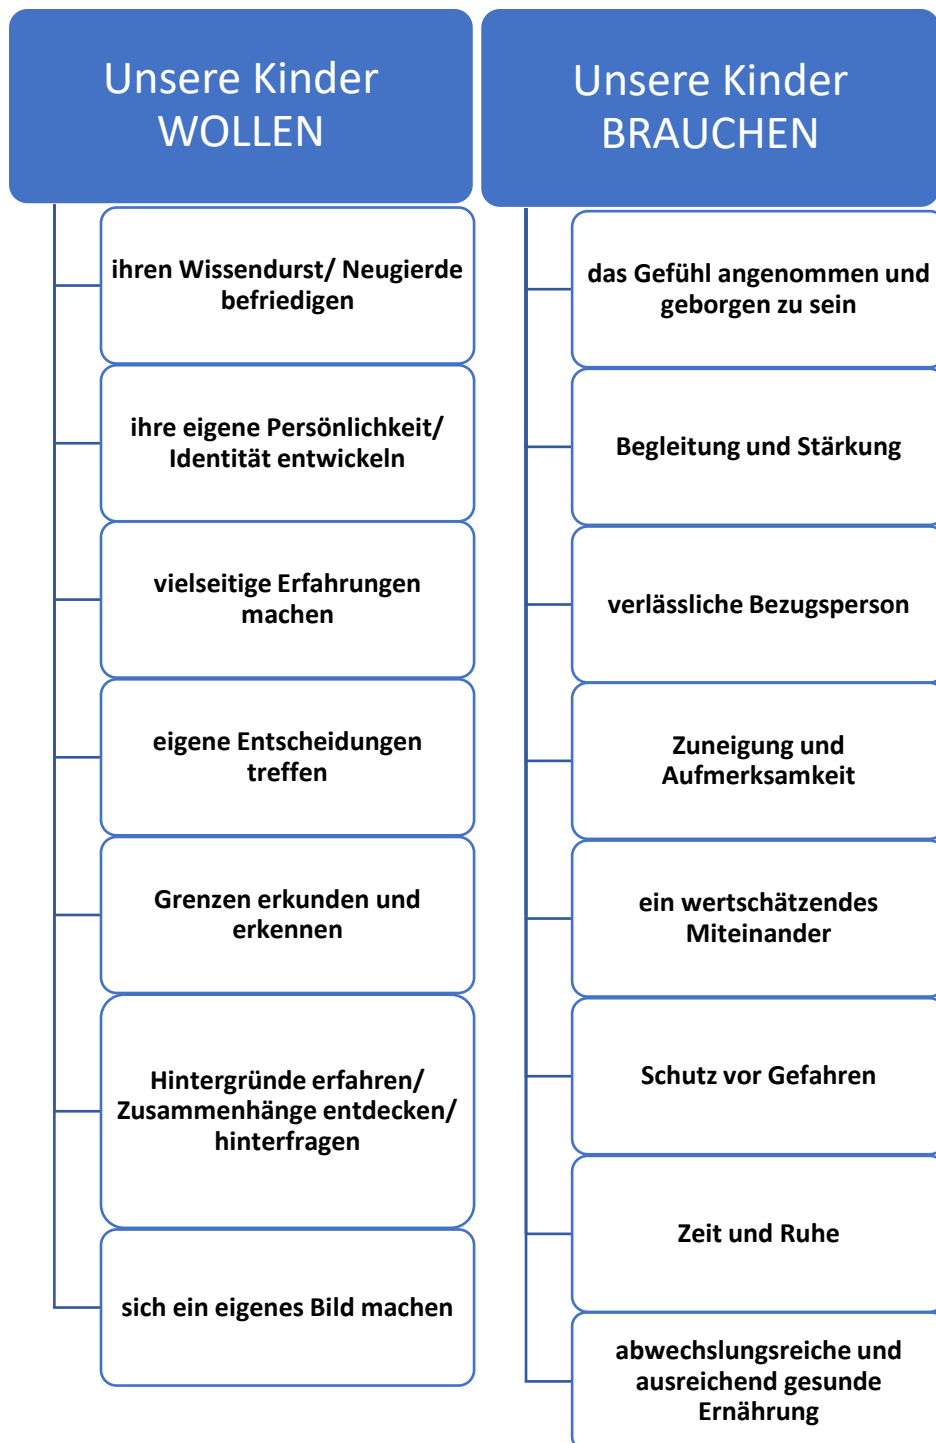 Unsere Kinder
WOLLEN
ihren Wissendurst/ Neugierde
befriedigen
ihre eigene Persönlichkeit/
Identität entwickeln
vielseitige Erfahrungen
machen
eigene Entscheidungen
treffen
Grenzen erkunden und
erkennen
Hintergründe erfahren/
Zusammenhänge entdecken/
hinterfragen
sich ein eigenes Bild machen
Unsere Kinder
BRAUCHEN
das Gefühl angenommen und
geborgen zu sein
Begleitung und Stärkung
verlässliche Bezugsperson
Zuneigung und
Aufmerksamkeit
ein wertschätzendes
Miteinander
Schutz vor Gefahren
Zeit und Ruhe
abwechslungsreiche und
ausreichend gesunde
Ernährung